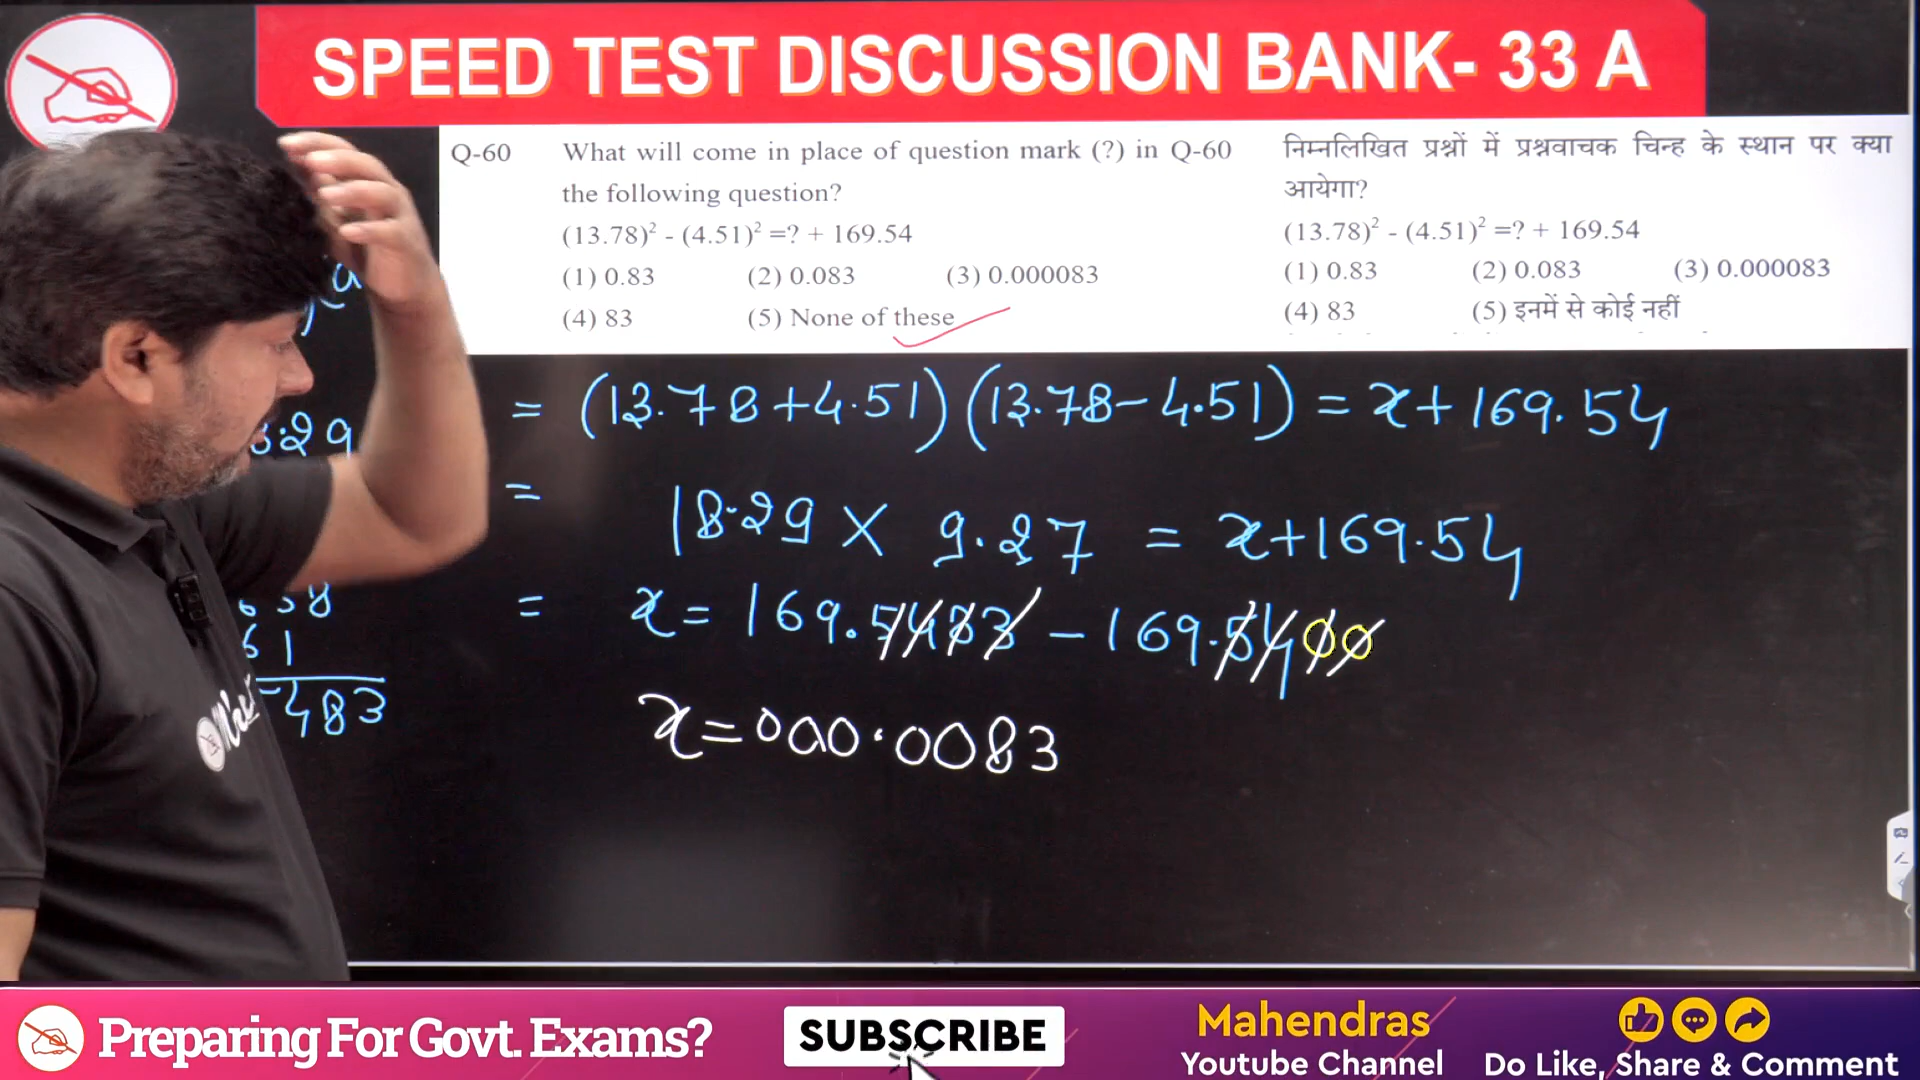 SPEED TEST DISCUSSION BANK- 33 A
Q-60 What will come in place of question mark (?) in Q-60
the following question?
(13.78)² - (4.51)² =? + 169.54
(1) 0.83 (2) 0.083 (3) 0.000083
(4) 83 (5) None of these
निम्नलिखित प्रश्नों में प्रश्नवाचक चिन्ह के स्थान पर क्या
आयेगा?
(13.78)² - (4.51)² =? + 169.54
(1) 0.83 (2) 0.083 (3) 0.000083
(4) 83 (5) इनमें से कोई नहीं
= (13.78+4.51)(13.78-4.51) = x+169.54
= 18.29 × 9.27 = x+169.54
= x = 169.5483 - 169.5400
x=000.0083
483
Preparing For Govt. Exams?
SUBSCRIBE
Mahendras
Youtube Channel
Do Like, Share & Comment